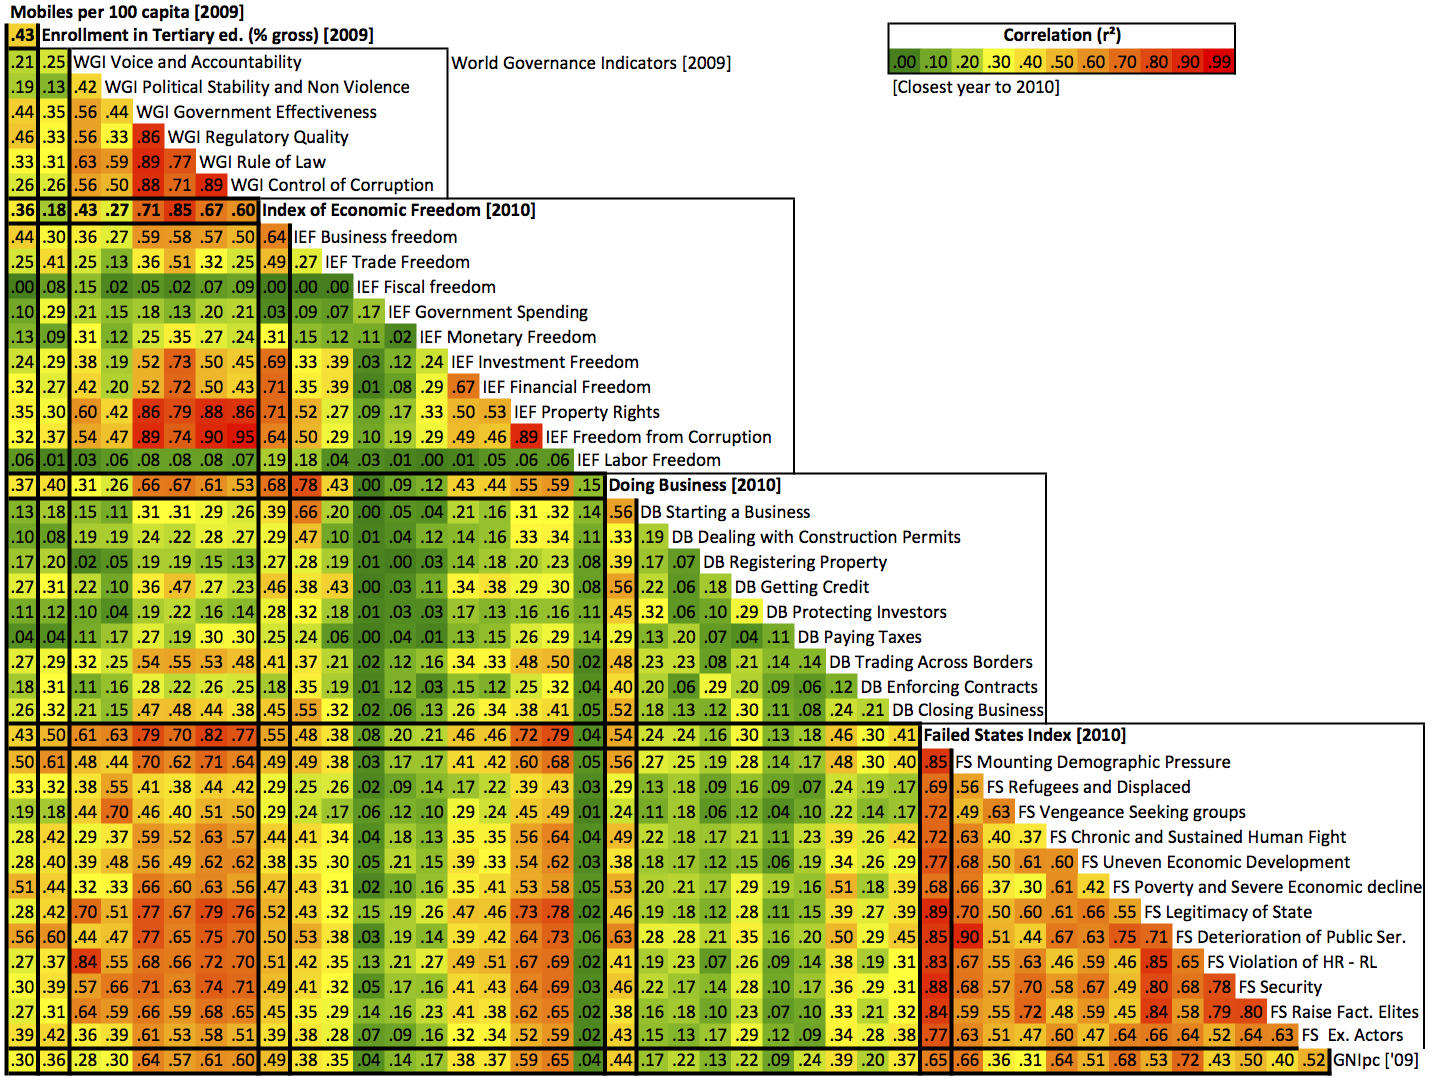 Mobiles per 100 capita [2009]
.43 Enrollment in Tertiary ed. (% gross) [2009]
Correlation (r²)
.21 .25 WGI Voice and Accountability
World Governance Indicators [2009]
.00 .10 .20 .30 .40 .50 .60 .70 .80 .90 .99
[Closest year to 2010]
.19 .13 .42 WGI Political Stability and Non Violence
.44 .35 .56 .44 WGI Government Effectiveness
.46 .33 .56 .33 .86 WGI Regulatory Quality
.33 .31 .63 .59 .89 .77 WGI Rule of Law
.26 .26 .56 .50 .88 .71 .89 WGI Control of Corruption
.36 .18 .43 .27 .71 .85 .67 .60 Index of Economic Freedom [2010]
.44 .30 .36 .27 .59 .58 .57 .50 .64 IEF Business freedom
.25 .41 .25 .13 .36 .51 .32 .25 .49 .27 IEF Trade Freedom
.00 .08 .15 .02 .05 .02 .07 .09 .00 .00 .00 IEF Fiscal freedom
.10 .29 .21 .15 .18 .13 .20 .21 .03 .09 .07 .17 IEF Government Spending
.13 .09 .31 .12 .25 .35 .27 .24 .31 .15 .12 .11 .02 IEF Monetary Freedom
.24 .29 .38 .19 .52 .73 .50 .45 .69 .33 .39 .03 .12 .24 IEF Investment Freedom
.32 .27 .42 .20 .52 .72 .50 .43 .71 .35 .39 .01 .08 .29 .67 IEF Financial Freedom
.35 .30 .60 .42 .86 .79 .88 .86 .71 .52 .27 .09 .17 .33 .50 .53 IEF Property Rights
.32 .37 .54 .47 .89 .74 .90 .95 .64 .50 .29 .10 .19 .29 .49 .46 .89 IEF Freedom from Corruption
.06 .01 .03 .06 .08 .08 .08 .07 .19 .18 .04 .03 .01 .00 .01 .05 .06 .06 IEF Labor Freedom
.37 .40 .31 .26 .66 .67 .61 .53 .68 .78 .43 .00 .09 .12 .43 .44 .55 .59 .15 Doing Business [2010]
.13 .18 .15 .11 .31 .31 .29 .26 .39 .66 .20 .00 .05 .04 .21 .16 .31 .32 .14 .56 DB Starting a Business
.10 .08 .19 .19 .24 .22 .28 .27 .29 .47 .10 .01 .04 .12 .14 .16 .33 .34 .11 .33 .19 DB Dealing with Construction Permits
.17 .20 .02 .05 .19 .19 .15 .13 .27 .28 .19 .01 .00 .03 .14 .18 .20 .23 .08 .39 .17 .07 DB Registering Property
.27 .31 .22 .10 .36 .47 .27 .23 .46 .38 .43 .00 .03 .11 .34 .38 .29 .30 .08 .56 .22 .06 .18 DB Getting Credit
.11 .12 .10 .04 .19 .22 .16 .14 .28 .32 .18 .01 .03 .03 .17 .13 .16 .16 .11 .45 .32 .06 .10 .29 DB Protecting Investors
.04 .04 .11 .17 .27 .19 .30 .30 .25 .24 .06 .00 .04 .01 .13 .15 .26 .29 .14 .29 .13 .20 .07 .04 .11 DB Paying Taxes
.27 .29 .32 .25 .54 .55 .53 .48 .41 .37 .21 .02 .12 .16 .34 .33 .48 .50 .02 .48 .23 .23 .08 .21 .14 .14 DB Trading Across Borders
.18 .31 .11 .16 .28 .22 .26 .25 .18 .35 .19 .01 .12 .03 .15 .12 .25 .32 .04 .40 .20 .06 .29 .20 .09 .06 .12 DB Enforcing Contracts
.26 .32 .21 .15 .47 .48 .44 .38 .45 .55 .32 .02 .06 .13 .26 .34 .38 .41 .05 .52 .18 .13 .12 .30 .11 .08 .24 .21 DB Closing Business
.43 .50 .61 .63 .79 .70 .82 .77 .55 .48 .38 .08 .20 .21 .46 .46 .72 .79 .04 .54 .24 .24 .16 .30 .13 .18 .46 .30 .41 Failed States Index [2010]
.50 .61 .48 .44 .70 .62 .71 .64 .49 .49 .38 .03 .17 .17 .41 .42 .60 .68 .05 .56 .27 .25 .19 .28 .14 .17 .48 .30 .40 .85 FS Mounting Demographic Pressure
.33 .32 .38 .55 .41 .38 .44 .42 .29 .25 .26 .02 .06 .14 .17 .22 .39 .43 .03 .29 .13 .18 .09 .16 .09 .07 .24 .19 .17 .69 .56 FS Refugees and Displaced
.19 .18 .44 .70 .46 .40 .51 .50 .29 .24 .17 .06 .12 .10 .29 .24 .45 .49 .01 .24 .11 .18 .06 .12 .04 .10 .22 .14 .17 .72 .49 .63 FS Vengeance Seeking groups
.28 .42 .29 .37 .59 .52 .63 .57 .44 .41 .34 .04 .18 .13 .35 .35 .56 .64 .04 .49 .22 .18 .17 .21 .11 .23 .39 .26 .42 .72 .63 .40 .37 FS Chronic and Sustained Human Fight
.28 .40 .39 .48 .56 .49 .62 .62 .38 .35 .30 .05 .21 .15 .39 .33 .54 .62 .03 .38 .18 .17 .12 .15 .06 .19 .34 .26 .29 .77 .68 .50 .61 .60 FS Uneven Economic Development
.51 .44 .32 .33 .66 .60 .63 .56 .47 .43 .31 .02 .10 .16 .35 .41 .53 .58 .05 .53 .20 .21 .17 .29 .19 .16 .51 .18 .39 .68 .66 .37 .30 .61 .42 FS Poverty and Severe Economic decline
.28 .42 .70 .51 .77 .67 .79 .76 .52 .43 .32 .15 .19 .26 .47 .46 .73 .78 .02 .46 .19 .18 .12 .28 .11 .15 .39 .27 .39 .89 .70 .50 .60 .61 .66 .55 FS Legitimacy of State
.56 .60 .44 .47 .77 .65 .75 .70 .50 .53 .38 .03 .19 .14 .39 .42 .64 .73 .06 .63 .28 .28 .21 .35 .16 .20 .50 .29 .45 .85 .90 .51 .44 .67 .63 .75 .71 FS Deterioration of Public Ser.
.27 .37 .84 .55 .68 .66 .72 .70 .51 .42 .35 .13 .21 .27 .49 .51 .67 .69 .02 .41 .19 .23 .07 .26 .09 .14 .38 .19 .31 .83 .67 .55 .63 .46 .59 .46 .85 .65 FS Violation of HR - RL
.30 .39 .57 .66 .71 .63 .74 .71 .49 .41 .32 .05 .17 .16 .41 .43 .64 .69 .03 .46 .22 .17 .14 .28 .10 .17 .36 .29 .31 .88 .68 .57 .70 .58 .67 .49 .80 .68 .78 FS Security
.27 .31 .64 .59 .66 .59 .68 .65 .45 .35 .29 .14 .16 .23 .41 .38 .62 .65 .02 .38 .16 .18 .10 .23 .07 .10 .33 .21 .32 .84 .59 .55 .72 .48 .59 .45 .84 .58 .79 .80 FS Raise Fact. Elites
.39 .42 .36 .39 .61 .53 .58 .51 .39 .38 .28 .07 .09 .16 .32 .34 .52 .59 .02 .43 .15 .13 .17 .29 .12 .09 .34 .28 .38 .77 .63 .51 .47 .60 .47 .66 .64 .52 .64 .63 FS Ex. Actors
.30 .36 .28 .30 .64 .57 .61 .60 .49 .38 .35 .04 .14 .17 .38 .37 .59 .65 .04 .44 .17 .22 .13 .22 .09 .24 .39 .20 .37 .65 .66 .36 .31 .64 .51 .68 .53 .72 .43 .50 .40 .52 GNIpc ['09]